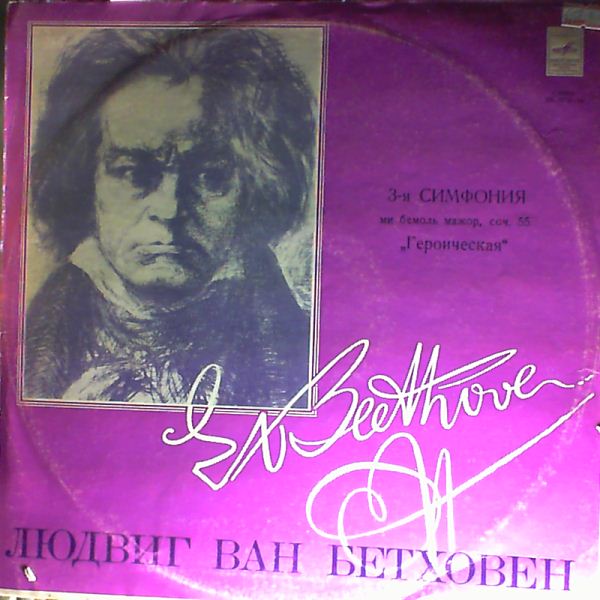 3-я СИМФОНИЯ
ми бемоль мажор, соч. 55
„Героическая“
Beethoven
ЛЮДВИГ ВАН БЕТХОВЕН